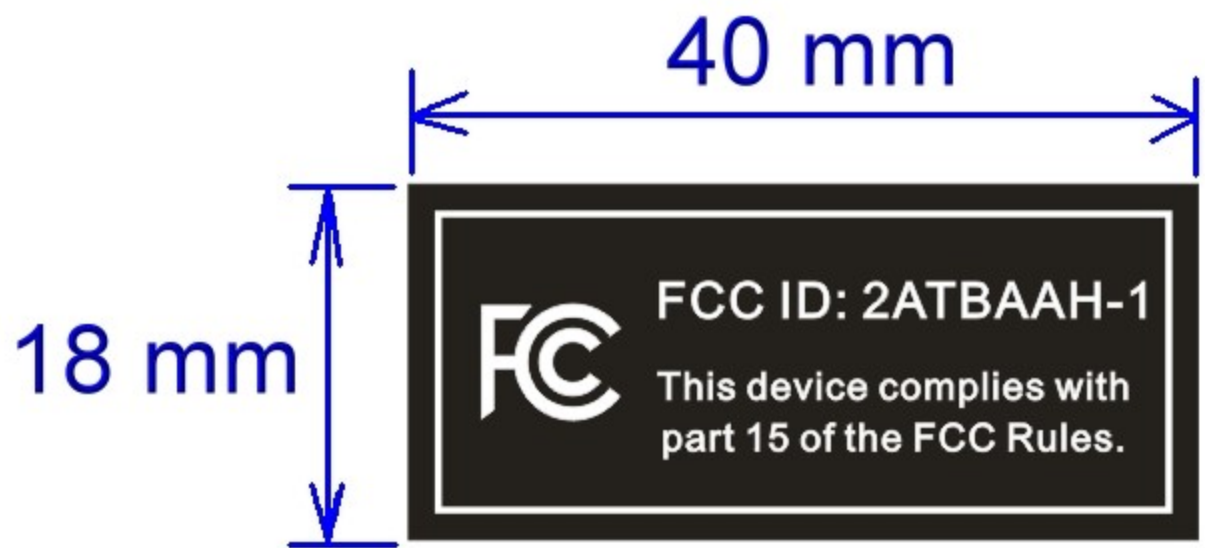 40 mm
18 mm
FC
FCC ID: 2ATBAAH-1
This device complies with
part 15 of the FCC Rules.